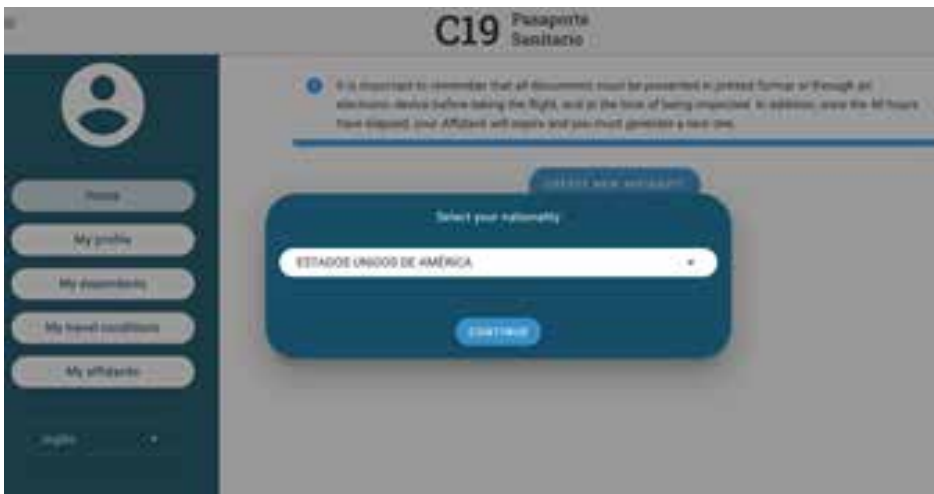 C19 Pasaporte
Sanitario
It is important to remember that all documents must be presented in printed format or through an
electronic device before taking the flight, and at the time of being inspected. In addition, once the 48 hours
have elapsed, your Affidavit will expire and you must generate a new one.
CREATE NEW AFFIDAVIT
Home
My profile
My dependents
My travel conditions
My affidavits
Inglés
Select your nationality
ESTADOS UNIDOS DE AMÉRICA
CONTINUE